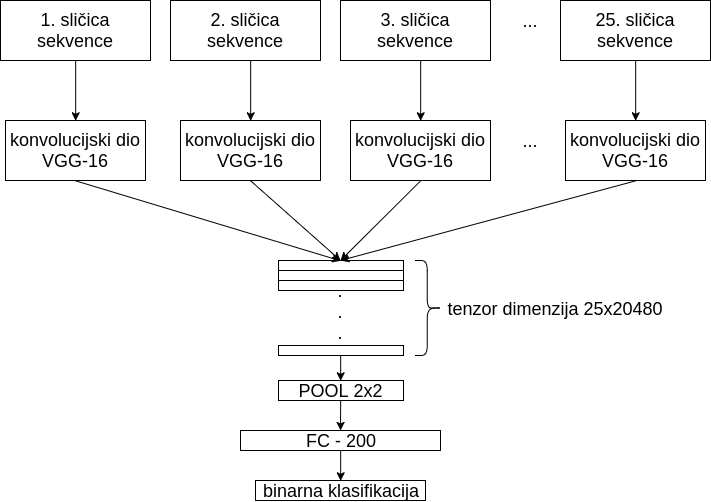 1. sličica
sekvence
2. sličica
sekvence
3. sličica
sekvence
...
25. sličica
sekvence
konvolucijski dio
VGG-16
konvolucijski dio
VGG-16
konvolucijski dio
VGG-16
...
konvolucijski dio
VGG-16
.
.
.
tenzor dimenzija 25x20480
POOL 2x2
FC - 200
binarna klasifikacija